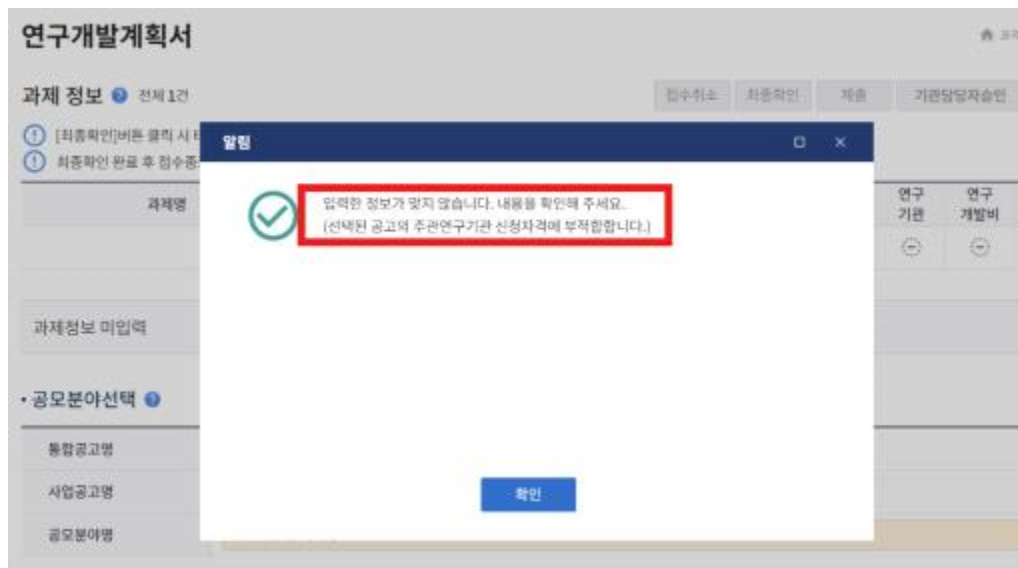 연구개발계획서
과제 정보 전체 1건
접수취소 최종확인 제출 기관담당자승인
[최종확인]버튼 클릭 시
최종확인 완료 후 접수증
알림
입력한 정보가 맞지 않습니다. 내용을 확인해 주세요.
(선택된 공고의 주관연구기관 신청자격에 부적합합니다.)
과제명
연구
기관
연구
개발비
과제정보 미입력
• 공모분야선택
통합공고명
사업공고명
공모분야명
확인